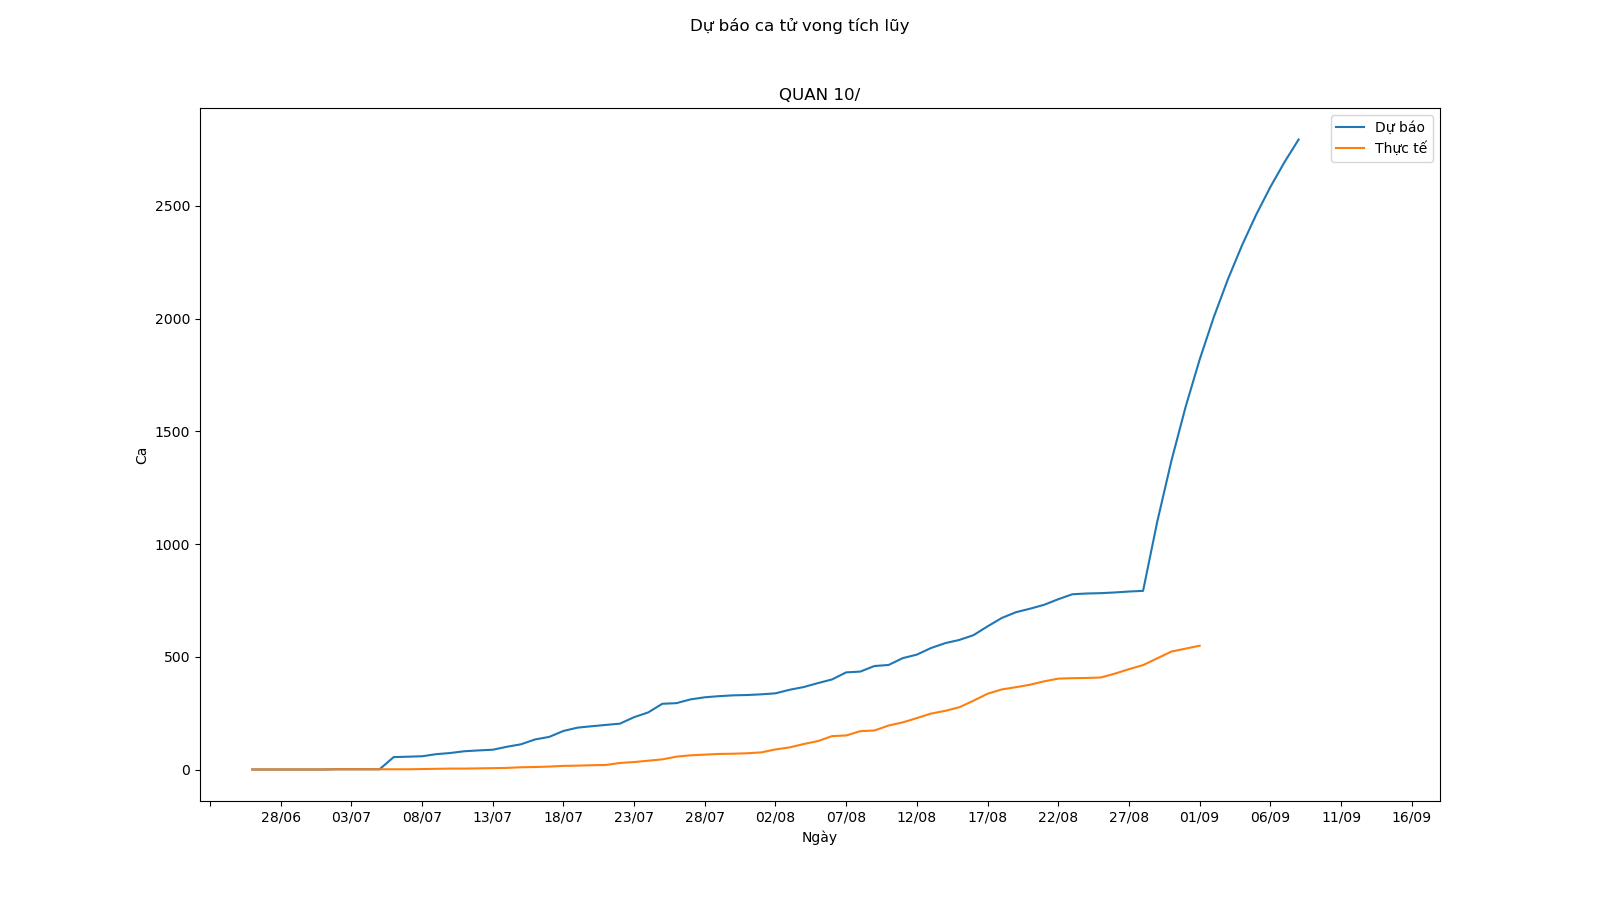 Dự báo ca tử vong tích lũy
QUAN 10/
Dự báo
Thực tế
2500
2000
1500
1000
500
0
Ca
28/06 03/07 08/07 13/07 18/07 23/07 28/07 02/08 07/08 12/08 17/08 22/08 27/08 01/09 06/09 11/09 16/09
Ngày